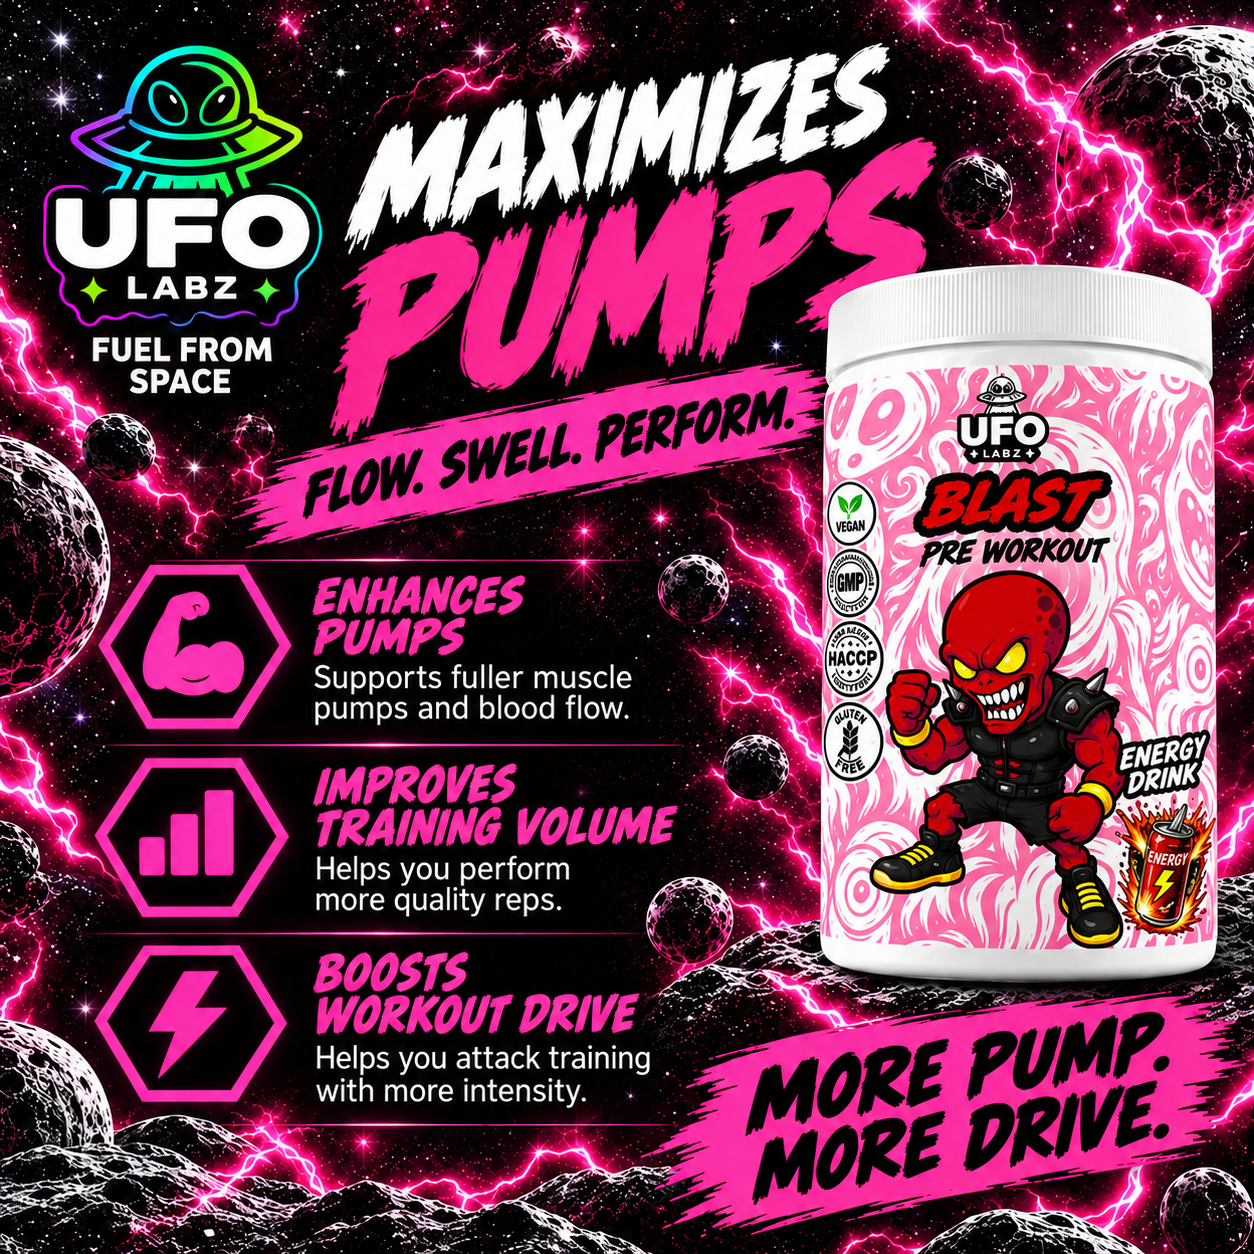 UFO
LABZ
FUEL FROM
SPACE
MAXIMIZES
PUMPS
FLOW. SWELL. PERFORM.
ENHANCES
PUMPS
Supports fuller muscle
pumps and blood flow.
IMPROVES
TRAINING VOLUME
Helps you perform
more quality reps.
BOOSTS
WORKOUT DRIVE
Helps you attack training
with more intensity.
UFO
LABZ
BLAST
PRE WORKOUT
VEGAN
GMP
HACCP
GLUTEN
FREE
ENERGY
DRINK
ENERGY
MORE PUMP.
MORE DRIVE.